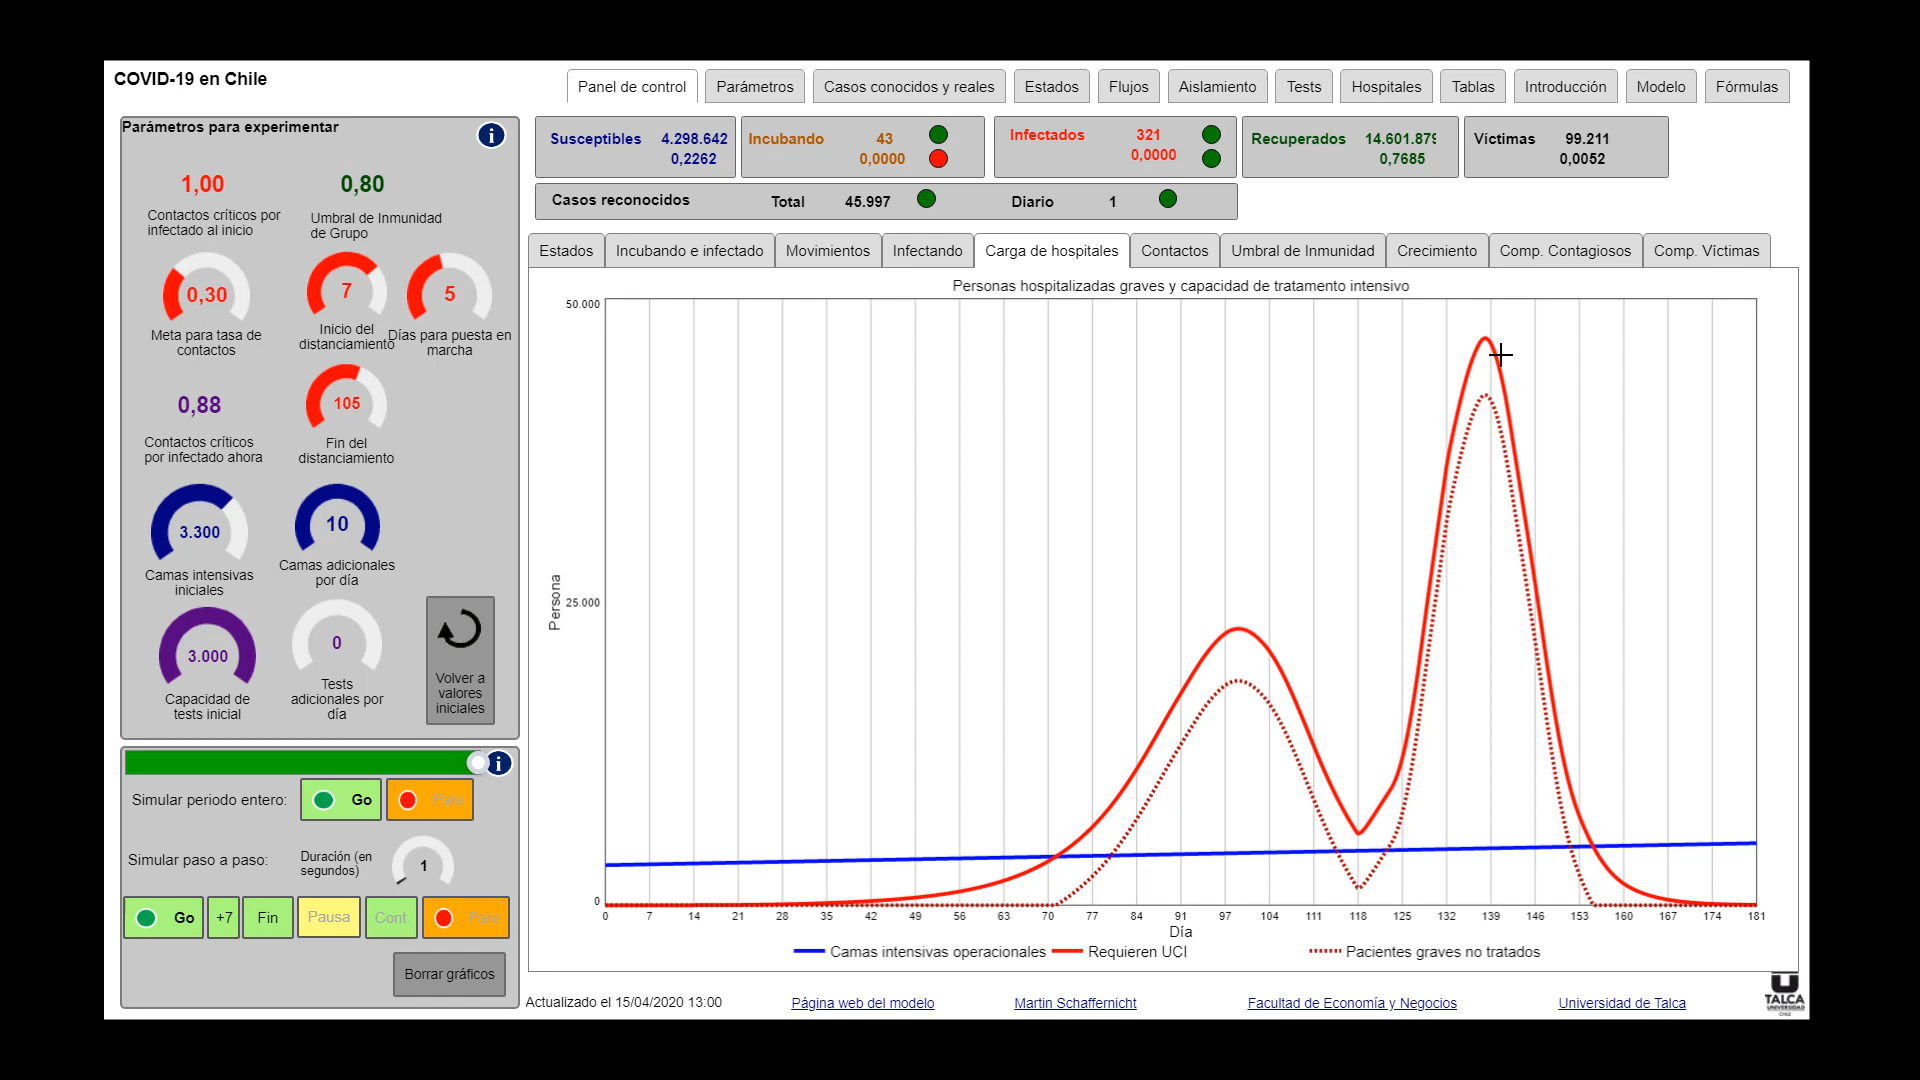 COVID-19 en Chile
Panel de control
Parámetros
Casos conocidos y reales
Estados
Flujos
Aislamiento
Tests
Hospitales
Tablas
Introducción
Modelo
Fórmulas
Parámetros para experimentar
i
1,00
Contactos críticos por
infectado al inicio
0,80
Umbral de Inmunidad
de Grupo
0,30
Meta para tasa de
contactos
7
Inicio del
distanciamiento
5
Días para puesta en
marcha
0,88
Contactos críticos
por infectado ahora
105
Fin del
distanciamiento
3.300
Camas intensivas
iniciales
10
Camas adicionales
por día
3.000
Capacidad de
tests inicial
0
Tests
adicionales por
día
Volver a
valores
iniciales
i
Simular periodo entero:
Go
Pare
Simular paso a paso:
Duración (en
segundos)
1
Go
+7
Fin
Pausa
Cont.
Pare
Borrar gráficos
Susceptibles 4.298.642
0,2262
Incubando 43
0,0000
Infectados 321
0,0000
Recuperados 14.601.879
0,7685
Víctimas 99.211
0,0052
Casos reconocidos Total 45.997 Diario 1
Estados
Incubando e infectado
Movimientos
Infectando
Carga de hospitales
Contactos
Umbral de Inmunidad
Crecimiento
Comp. Contagiosos
Comp. Víctimas
Personas hospitalizadas graves y capacidad de tratamiento intensivo
50.000
25.000
0
Persona
0 7 14 21 28 35 42 49 56 63 70 77 84 91 97 104 111 118 125 132 139 146 153 160 167 174 181
Día
Camas intensivas operacionales
Requieren UCI
Pacientes graves no tratados
Actualizado el 15/04/2020 13:00
Página web del modelo
Martin Schaffernicht
Facultad de Economía y Negocios
Universidad de Talca
TALCA
UNIVERSIDAD
CHILE